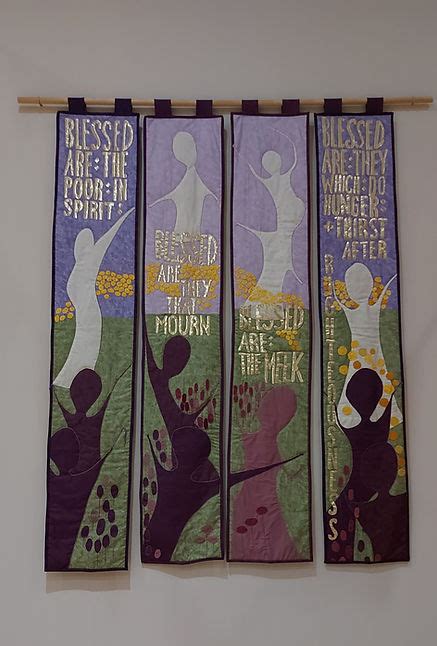 BLESSED
ARE: THE
POOR: IN
SPIRIT:
BLESSED
ARE
THEY
THAT
MOURN
BLESSED
ARE:
THE MEEK
BLESSED
ARE: THEY
WHICH: DO
HUNGER:
+ THIRST
AFTER
RIGHTEOUSNESS